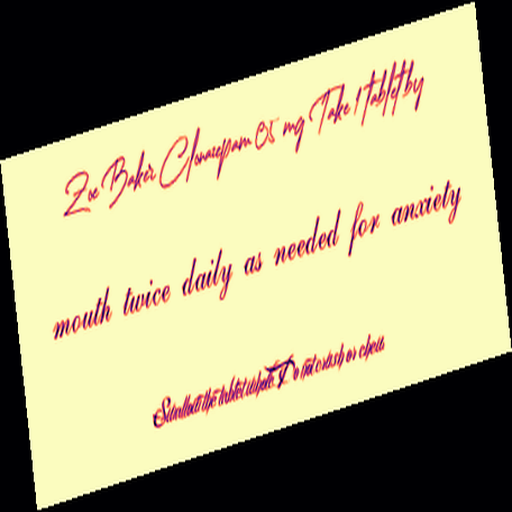 Zoe Baker Clonazepam 0.5 mg Take 1 tablet by
mouth twice daily as needed for anxiety
Swallow the tablet whole. Do not crush or chew